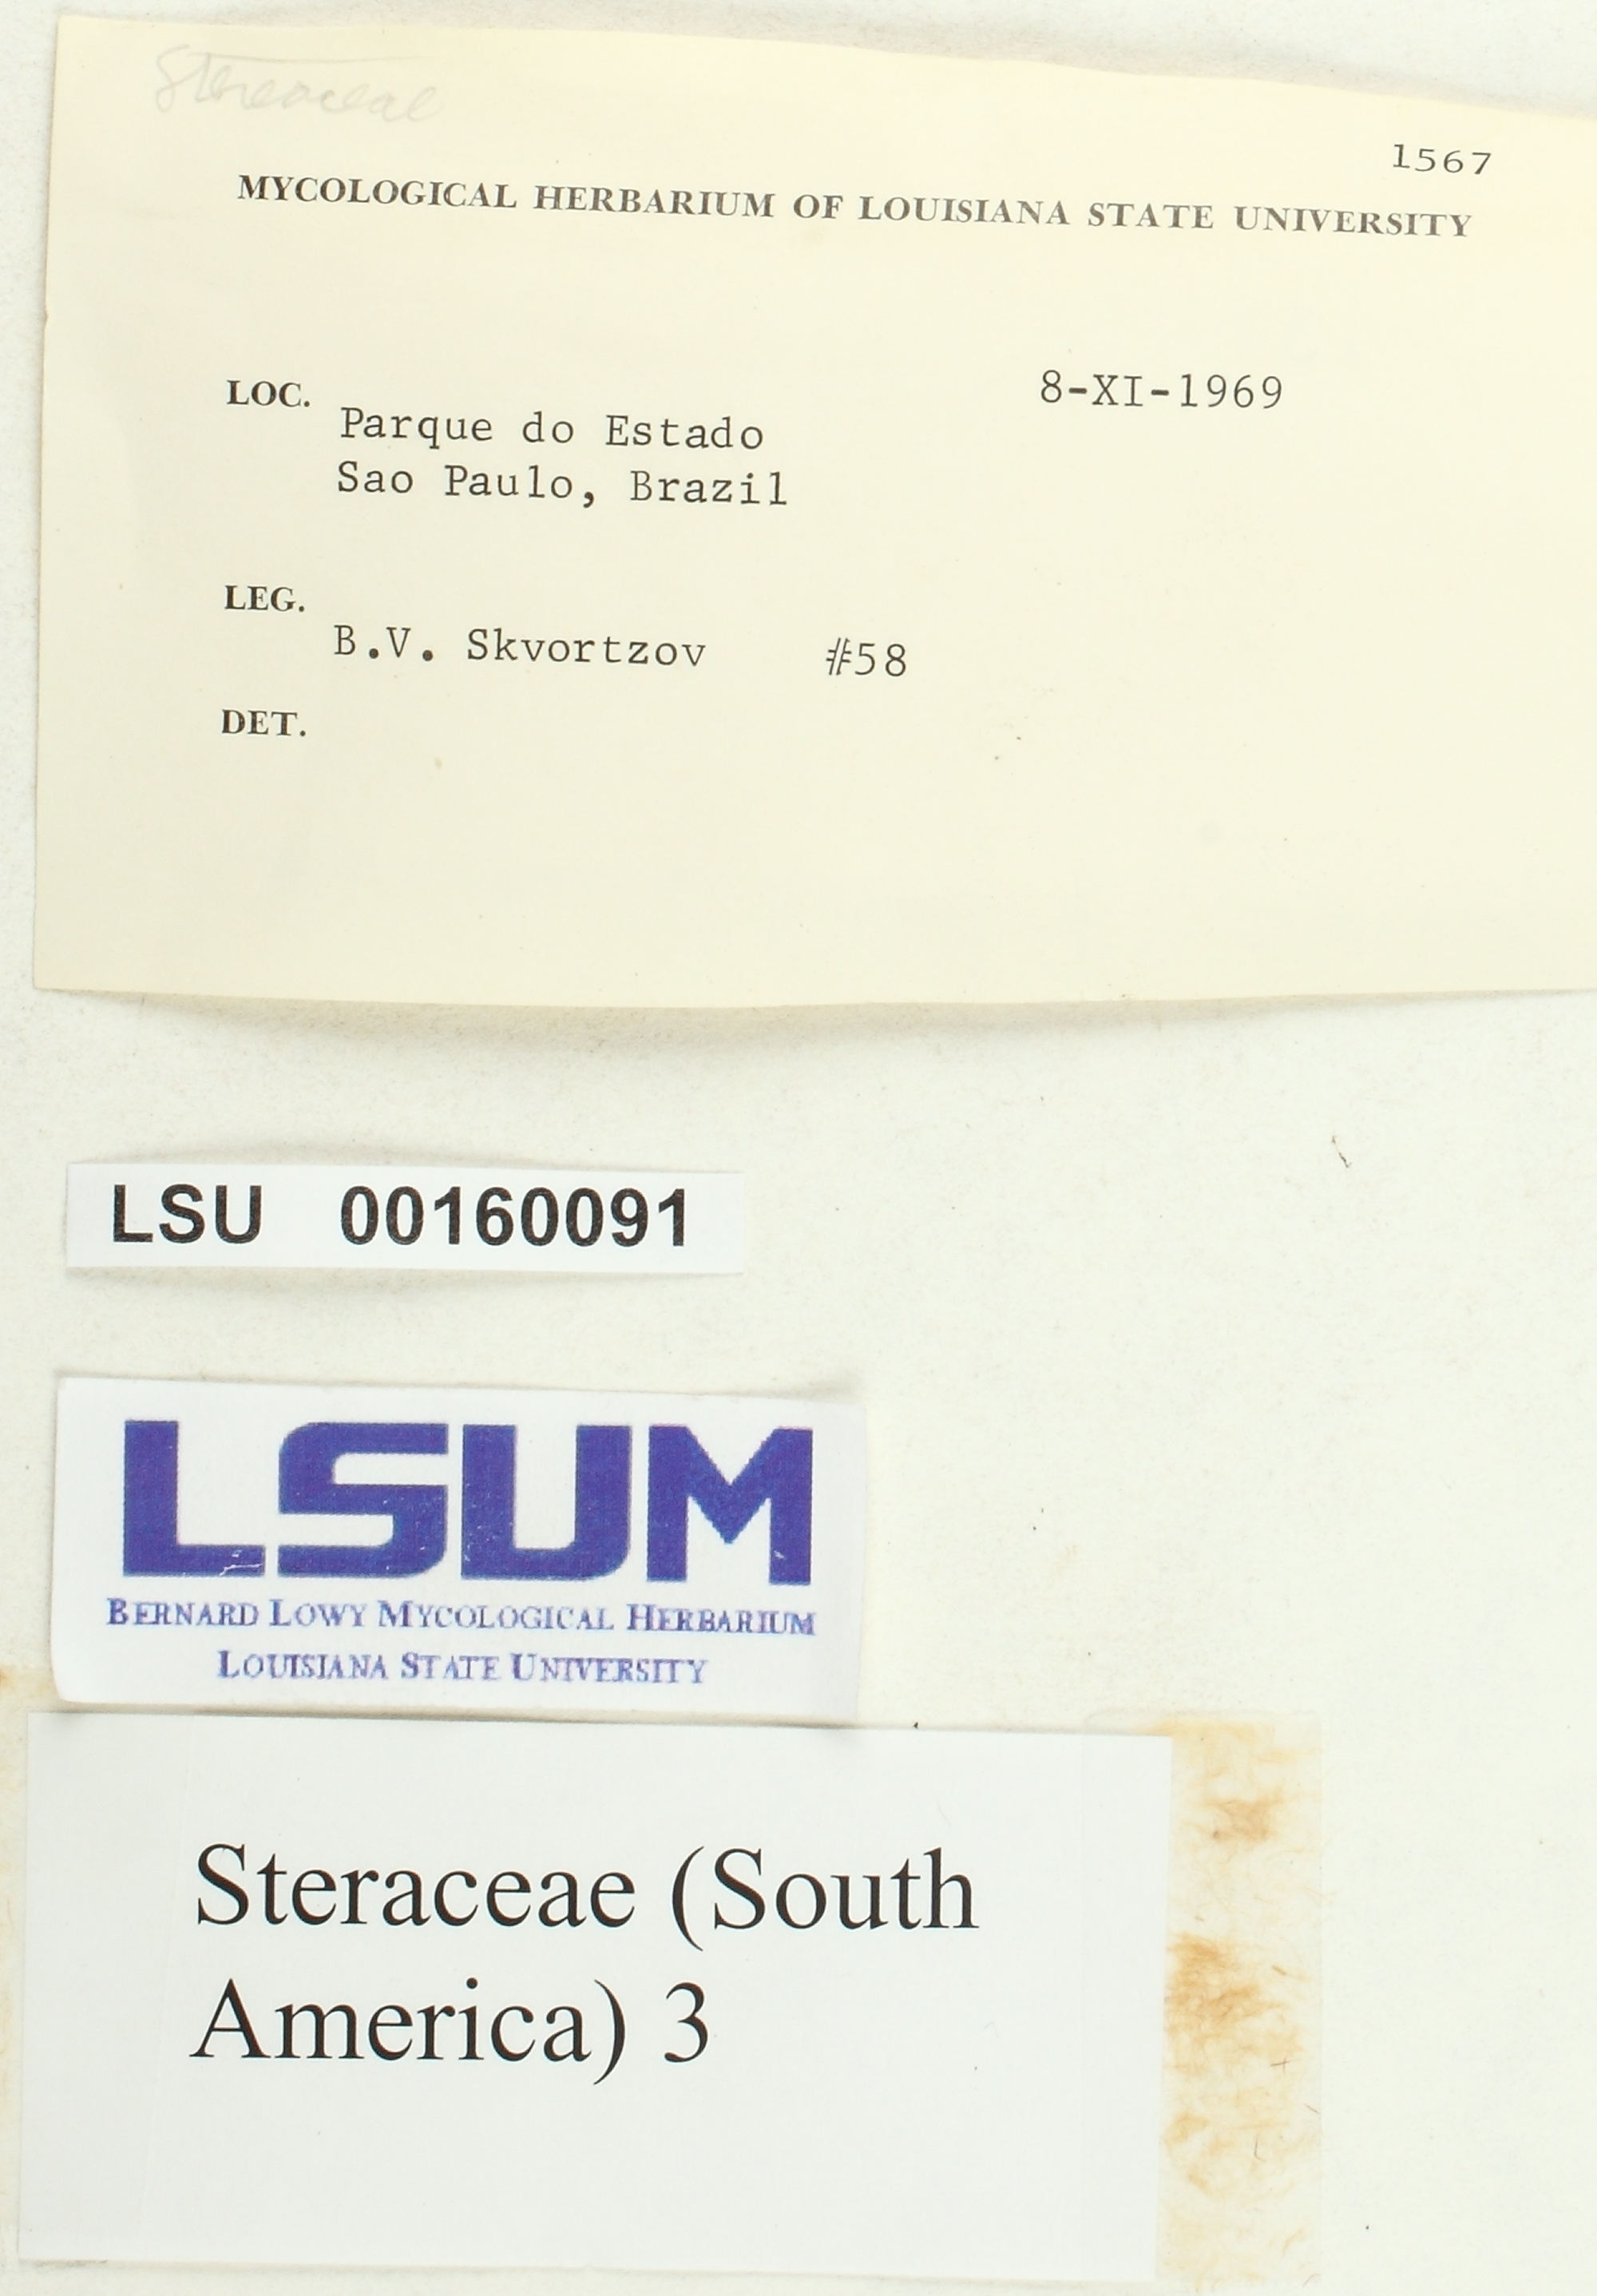 Stereaceae
1567
MYCOLOGICAL HERBARIUM OF LOUISIANA STATE UNIVERSITY
LOC. 8-XI-1969
Parque do Estado
Sao Paulo, Brazil
LEG.
B.V. Skvortzov #58
DET.
LSU 00160091
LSUM
BERNARD LOWY MYCOLOGICAL HERBARIUM
LOUISIANA STATE UNIVERSITY
Steraceae (South
America) 3